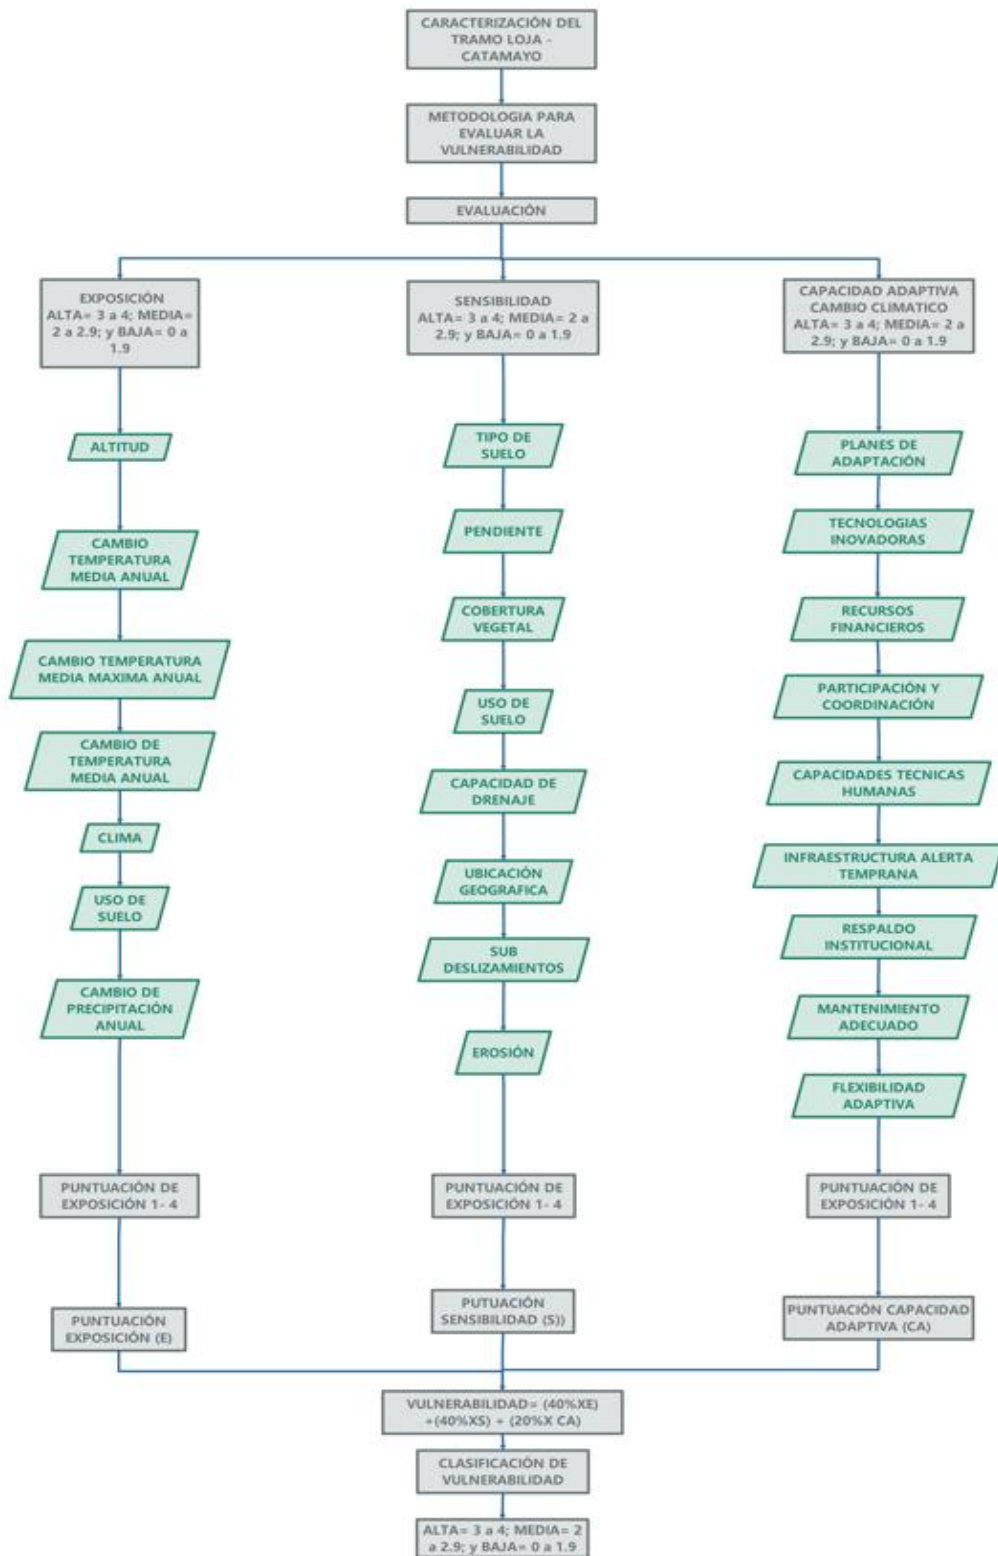 CARACTERIZACIÓN DEL
TRAMO LOJA -
CATAMAYO
METODOLOGIA PARA
EVALUAR LA
VULNERABILIDAD
EVALUACIÓN
EXPOSICIÓN
ALTA= 3 a 4; MEDIA=
2 a 2.9; y BAJA= 0 a
1.9
ALTITUD
CAMBIO
TEMPERATURA
MEDIA ANUAL
CAMBIO TEMPERATURA
MEDIA MAXIMA ANUAL
CAMBIO DE
TEMPERATURA
MEDIA ANUAL
CLIMA
USO DE
SUELO
CAMBIO DE
PRECIPITACIÓN
ANUAL
PUNTUACIÓN DE
EXPOSICIÓN 1- 4
PUNTUACIÓN
EXPOSICIÓN (E)
SENSIBILIDAD
ALTA= 3 a 4; MEDIA= 2 a
2.9; y BAJA= 0 a 1.9
TIPO DE
SUELO
PENDIENTE
COBERTURA
VEGETAL
USO DE
SUELO
CAPACIDAD DE
DRENAJE
UBICACIÓN
GEOGRAFICA
SUB
DESLIZAMIENTOS
EROSIÓN
PUNTUACIÓN DE
EXPOSICIÓN 1- 4
PUTUACIÓN
SENSIBILIDAD (S))
CAPACIDAD ADAPTIVA
CAMBIO CLIMATICO
ALTA= 3 a 4; MEDIA= 2 a
2.9; y BAJA= 0 a 1.9
PLANES DE
ADAPTACIÓN
TECNOLOGIAS
INOVADORAS
RECURSOS
FINANCIEROS
PARTICIPACIÓN Y
COORDINACIÓN
CAPACIDADES TECNICAS
HUMANAS
INFRAESTRUCTURA ALERTA
TEMPRANA
RESPALDO
INSTITUCIONAL
MANTENIMIENTO
ADECUADO
FLEXIBILIDAD
ADAPTIVA
PUNTUACIÓN DE
EXPOSICIÓN 1- 4
PUNTUACIÓN CAPACIDAD
ADAPTIVA (CA)
VULNERABILIDAD= (40%XE)
+(40%XS) + (20%X CA)
CLASIFICACIÓN DE
VULNERABILIDAD
ALTA= 3 a 4; MEDIA= 2
a 2.9; y BAJA= 0 a 1.9